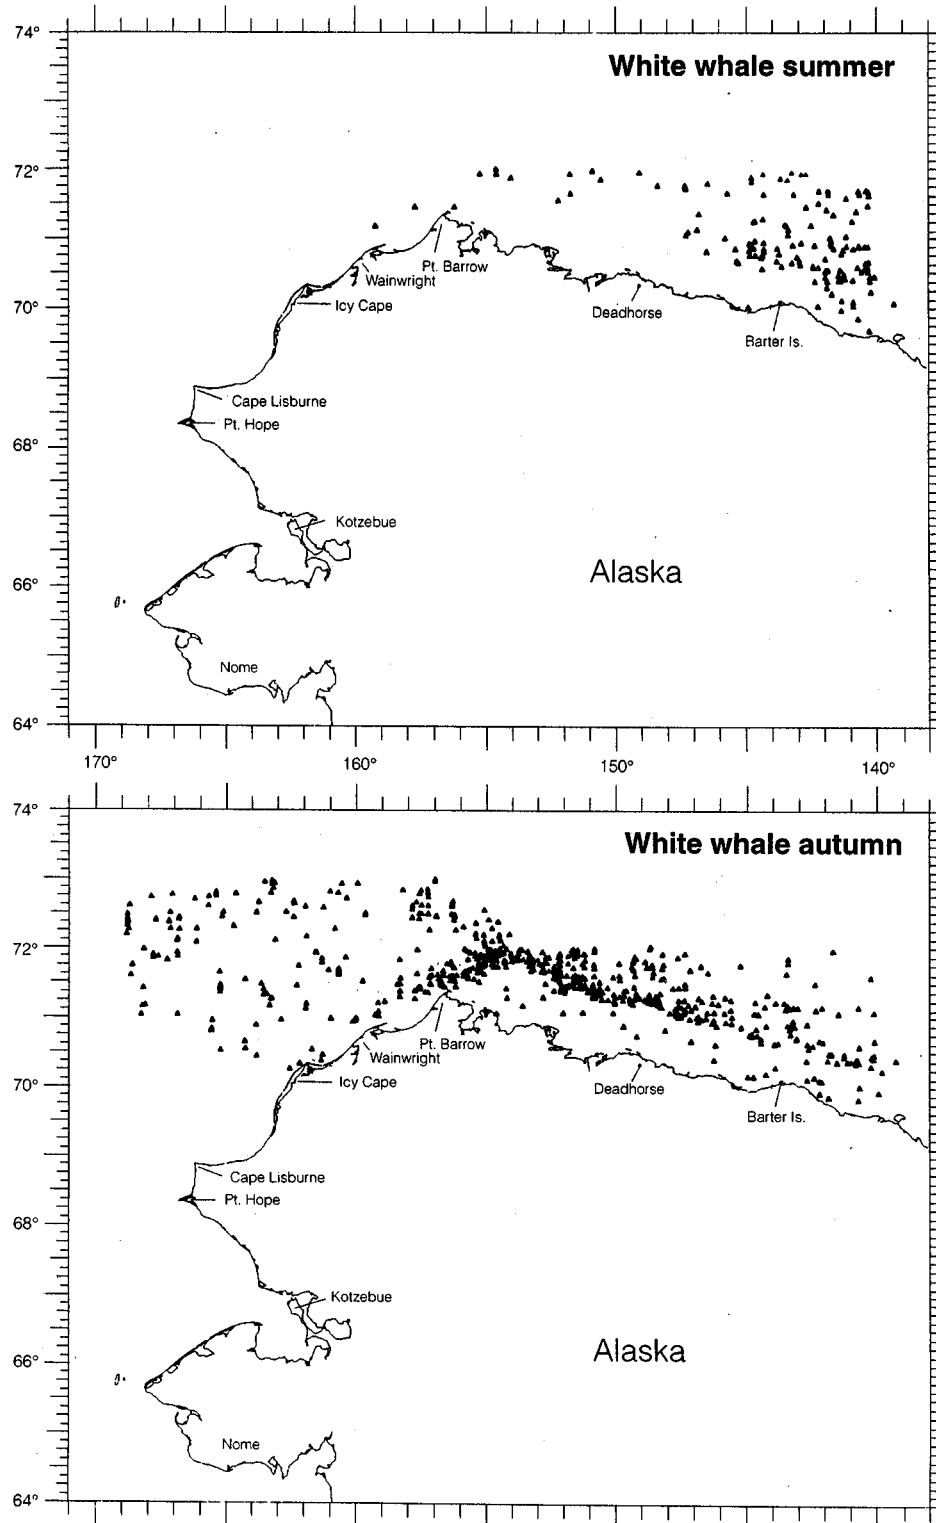 74°
White whale summer
72°
Pt. Barrow
Wainwright
70°
Icy Cape
Deadhorse
Barter Is.
Cape Lisburne
Pt. Hope
68°
Kotzebue
Alaska
66°
Nome
64°
170°
160°
150°
140°
74°
White whale autumn
72°
Pt. Barrow
Wainwright
70°
Icy Cape
Deadhorse
Barter Is.
Cape Lisburne
Pt. Hope
68°
Kotzebue
Alaska
66°
Nome
64°